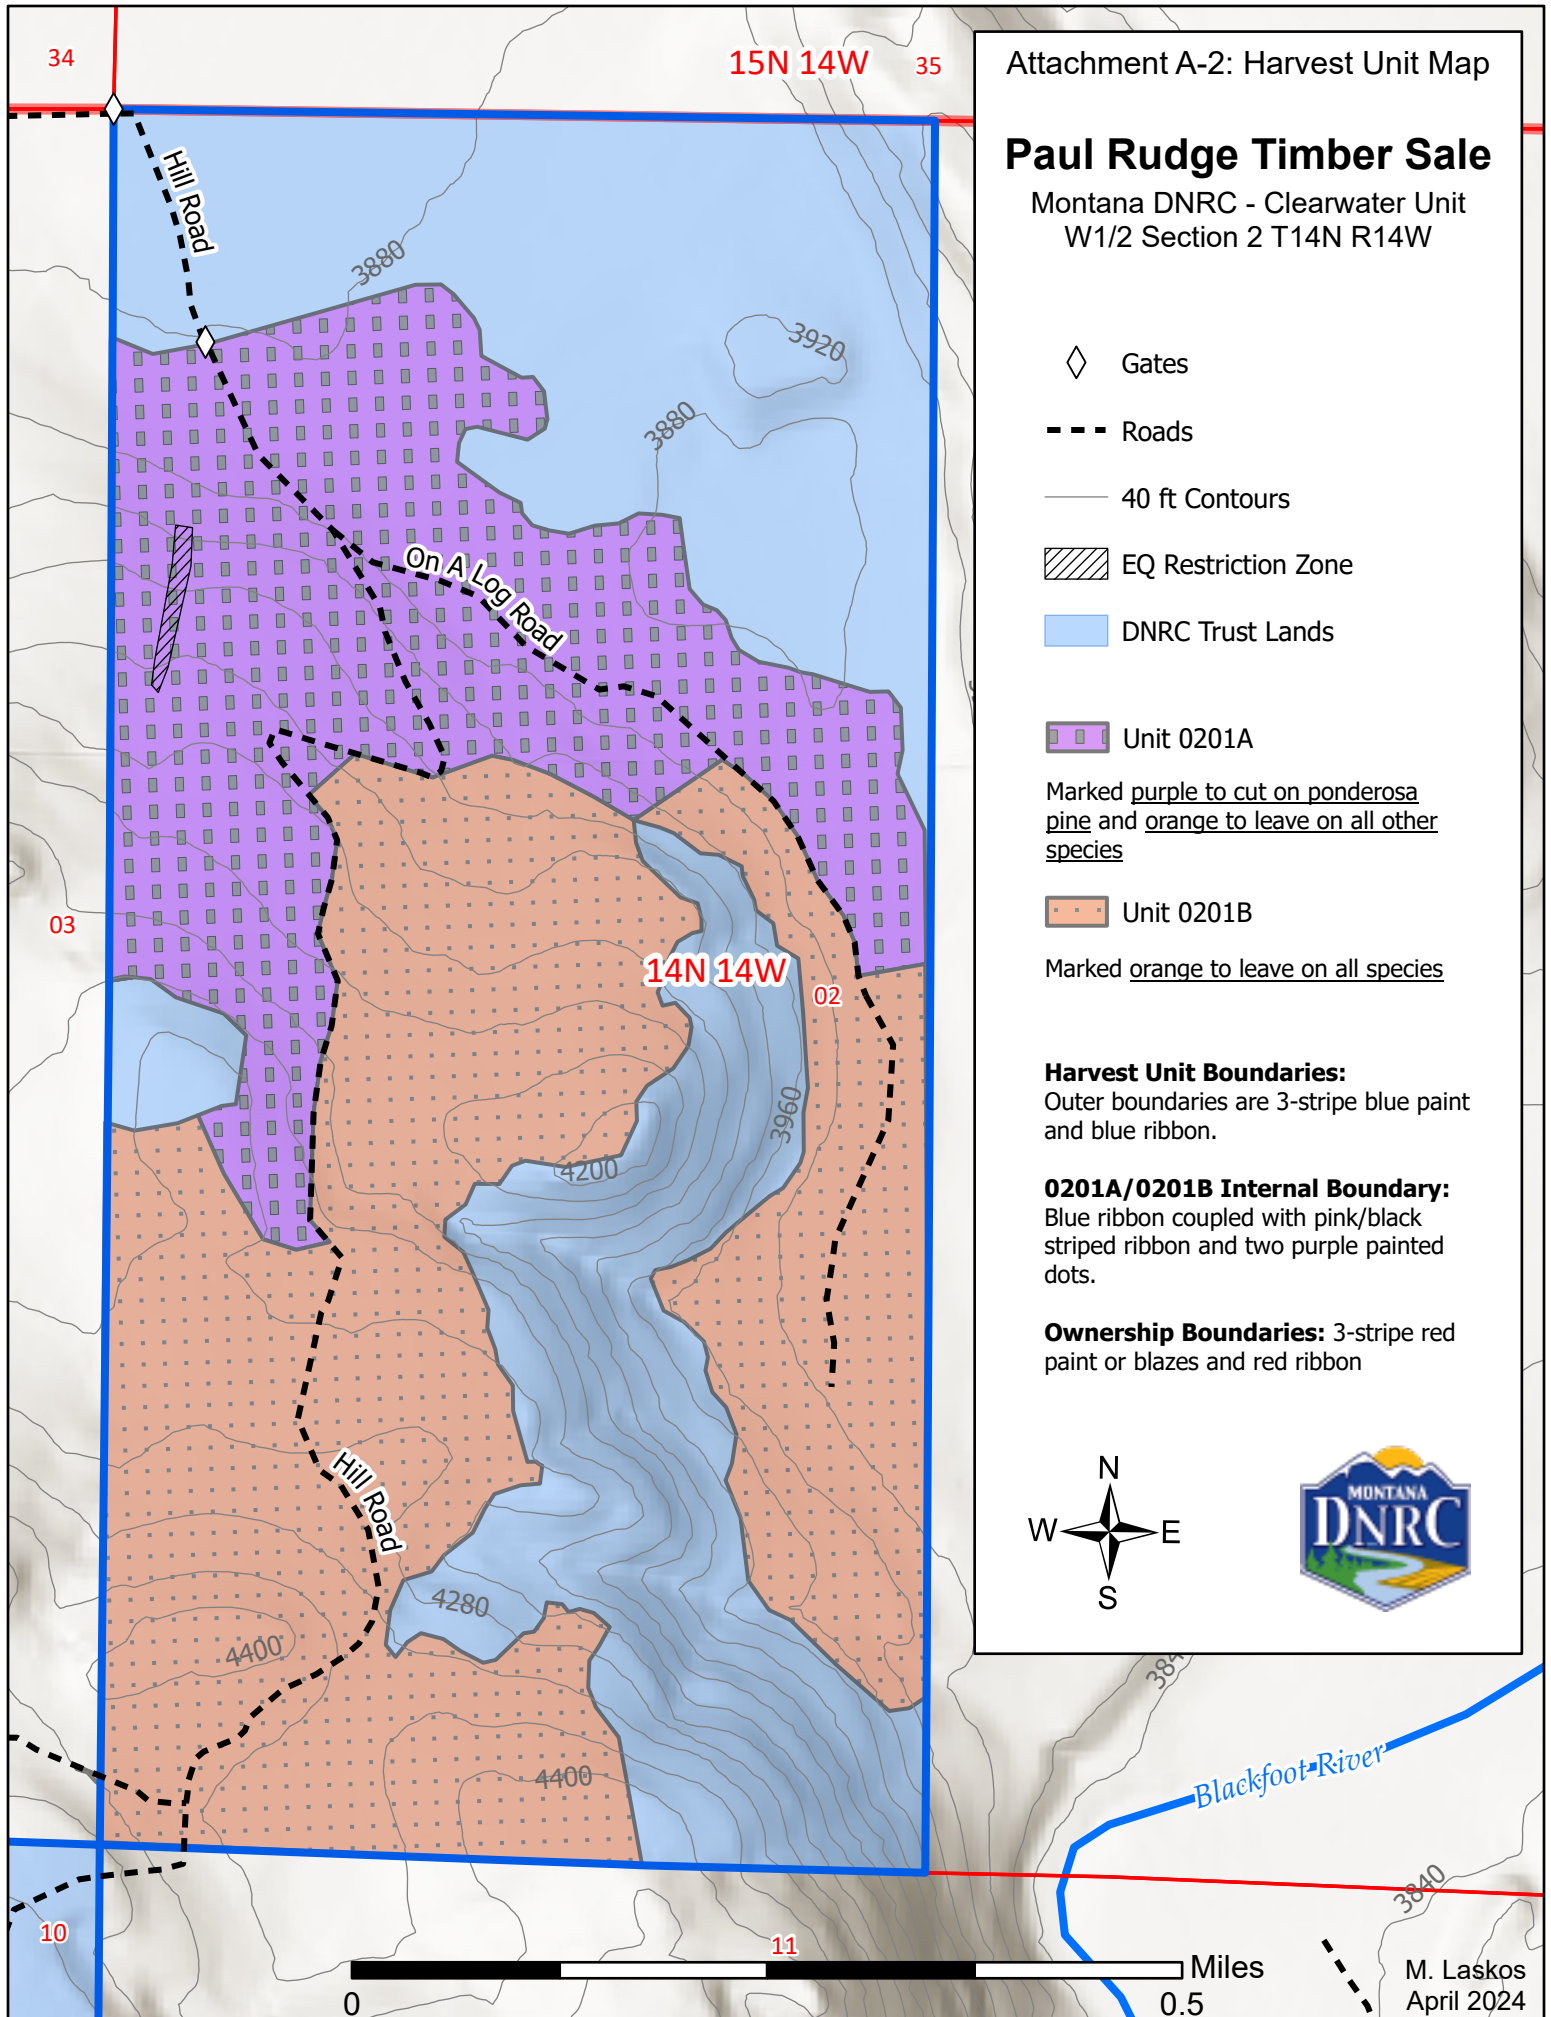 34
15N 14W
35
Attachment A-2: Harvest Unit Map
Paul Rudge Timber Sale
Montana DNRC - Clearwater Unit
W1/2 Section 2 T14N R14W
Gates
Roads
40 ft Contours
EQ Restriction Zone
DNRC Trust Lands
Unit 0201A
Marked purple to cut on ponderosa
pine and orange to leave on all other
species
Unit 0201B
Marked orange to leave on all species
Harvest Unit Boundaries:
Outer boundaries are 3-stripe blue paint
and blue ribbon.
0201A/0201B Internal Boundary:
Blue ribbon coupled with pink/black
striped ribbon and two purple painted
dots.
Ownership Boundaries: 3-stripe red
paint or blazes and red ribbon
N
W
E
S
MONTANA
DNRC
Hill Road
3880
3920
3880
On A Log Road
03
14N 14W
02
3960
4200
Hill Road
4280
4400
4400
Blackfoot River
3840
10
11
0
0.5
Miles
M. Laskos
April 2024